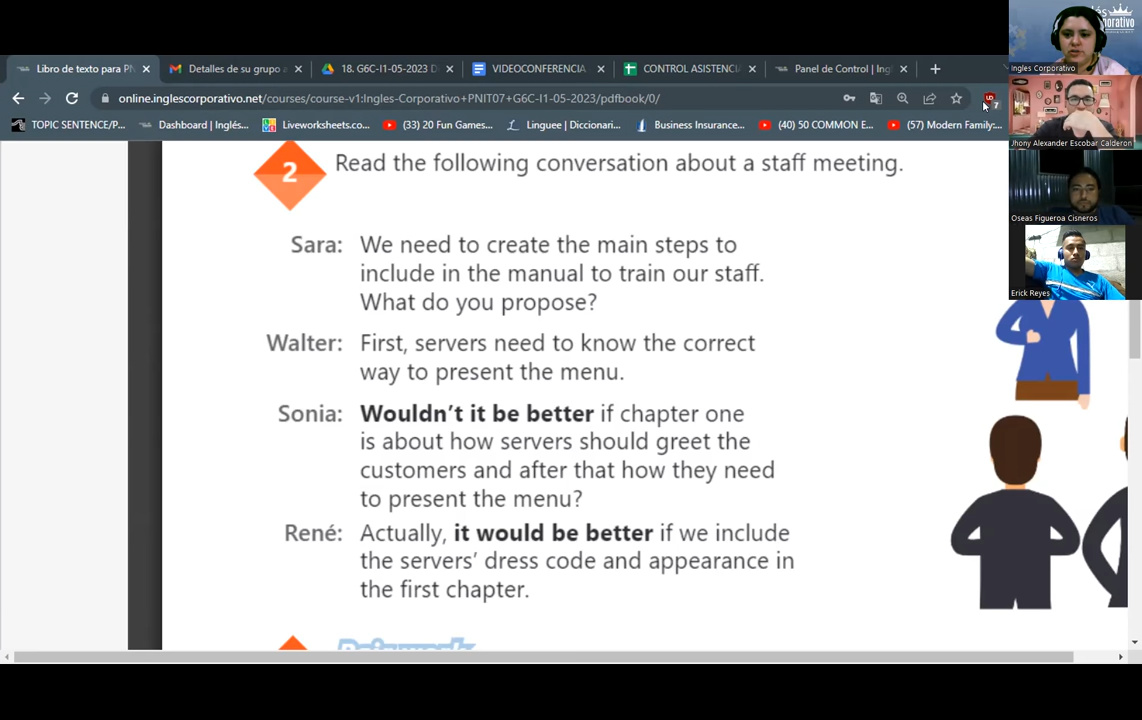 Libro de texto para PN
Detalles de su grupo a
18. G6C-I1-05-2023 D
VIDEOCONFERENCIA
CONTROL ASISTENCI
Panel de Control | Ing
online.inglescorporativo.net/courses/course-v1:Ingles-Corporativo+PNIT07+G6C-I1-05-2023/pdfbook/0/
7
TOPIC SENTENCE/P...
Dashboard | Inglés...
Liveworksheets.co...
(33) 20 Fun Games...
Linguee | Diccionari...
Business Insurance...
(40) 50 COMMON E...
(57) Modern Family:...
Ingles Corporativo
Jhony Alexander Escobar Calderon
Oseas Figueroa Cisneros
Erick Reyes
2
Read the following conversation about a staff meeting.
Sara: We need to create the main steps to
include in the manual to train our staff.
What do you propose?
Walter: First, servers need to know the correct
way to present the menu.
Sonia: Wouldn't it be better if chapter one
is about how servers should greet the
customers and after that how they need
to present the menu?
René: Actually, it would be better if we include
the servers' dress code and appearance in
the first chapter.